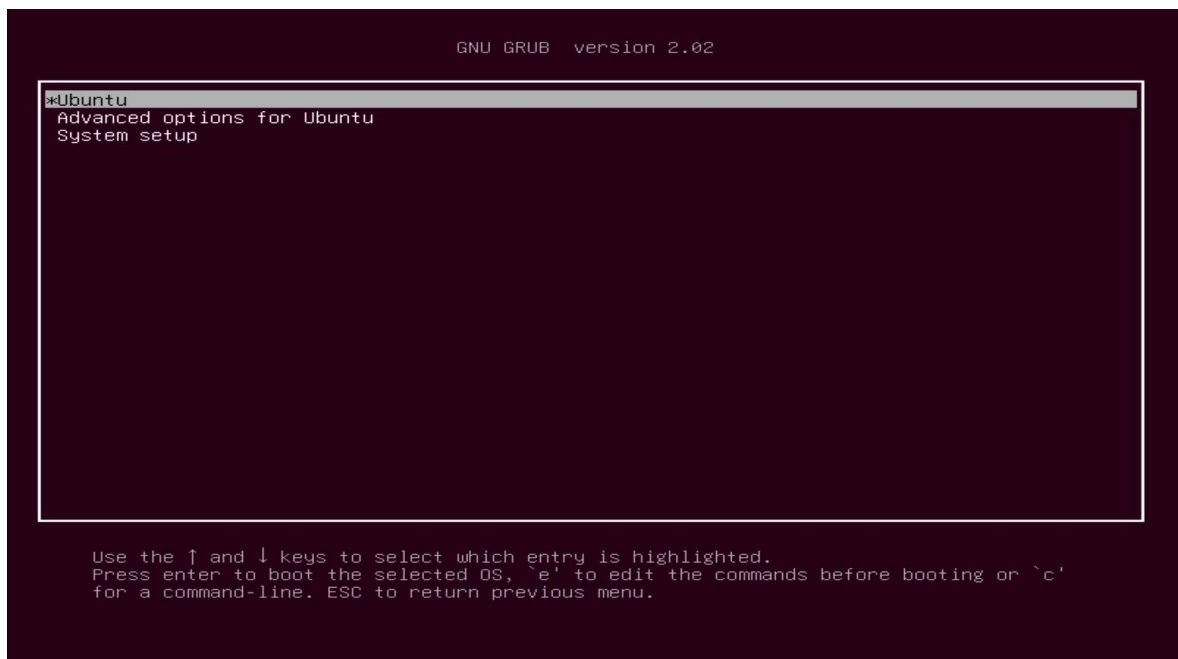 GNU GRUB  version 2.02
*Ubuntu
Advanced options for Ubuntu
System setup
Use the ↑ and ↓ keys to select which entry is highlighted.
Press enter to boot the selected OS, `e' to edit the commands before booting or `c'
for a command-line. ESC to return previous menu.